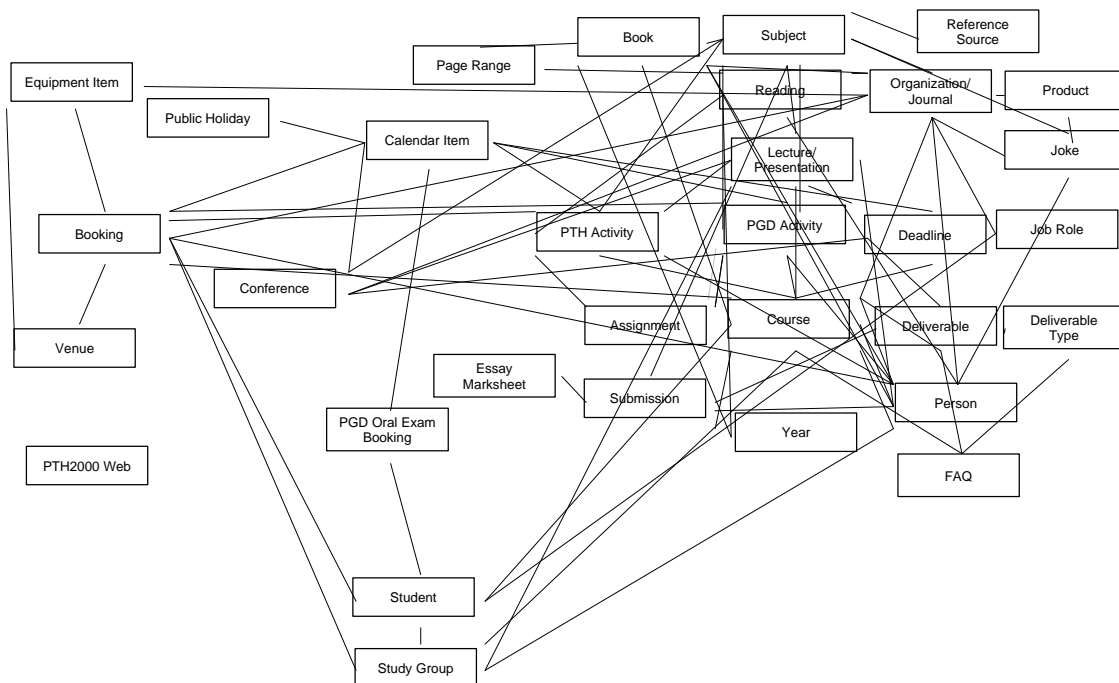 Reference
Source
Book
Subject
Page Range
Equipment Item
Reading
Organization/
Journal
Product
Public Holiday
Calendar Item
Lecture/
Presentation
Joke
Booking
PTH Activity
PGD Activity
Deadline
Job Role
Conference
Assignment
Course
Deliverable
Deliverable
Type
Venue
Essay
Marksheet
Submission
Person
PGD Oral Exam
Booking
Year
PTH2000 Web
FAQ
Student
Study Group